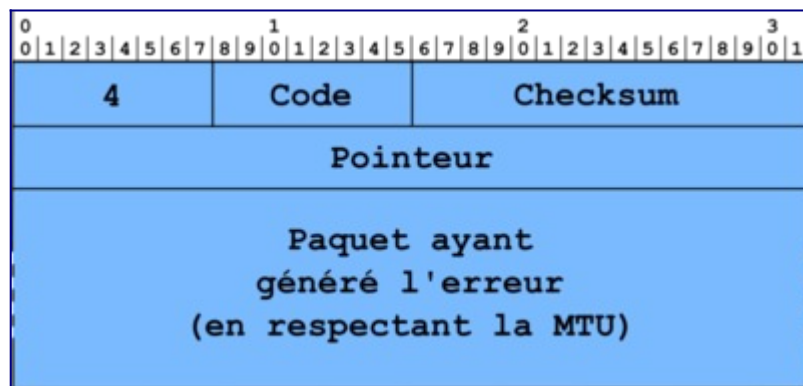 0 1 2 3
0|1|2|3|4|5|6|7|8|9|0|1|2|3|4|5|6|7|8|9|0|1|2|3|4|5|6|7|8|9|0|1
4 Code Checksum
Pointeur
Paquet ayant
généré l'erreur
(en respectant la MTU)